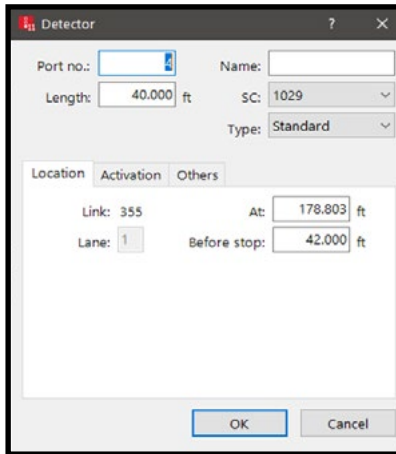 11 Detector ? ×
Port no.: 4 Name:
Length: 40.000 ft SC: 1029
Type: Standard
Location Activation Others
Link: 355 At: 178.803 ft
Lane: 1 Before stop: 42.000 ft
OK Cancel